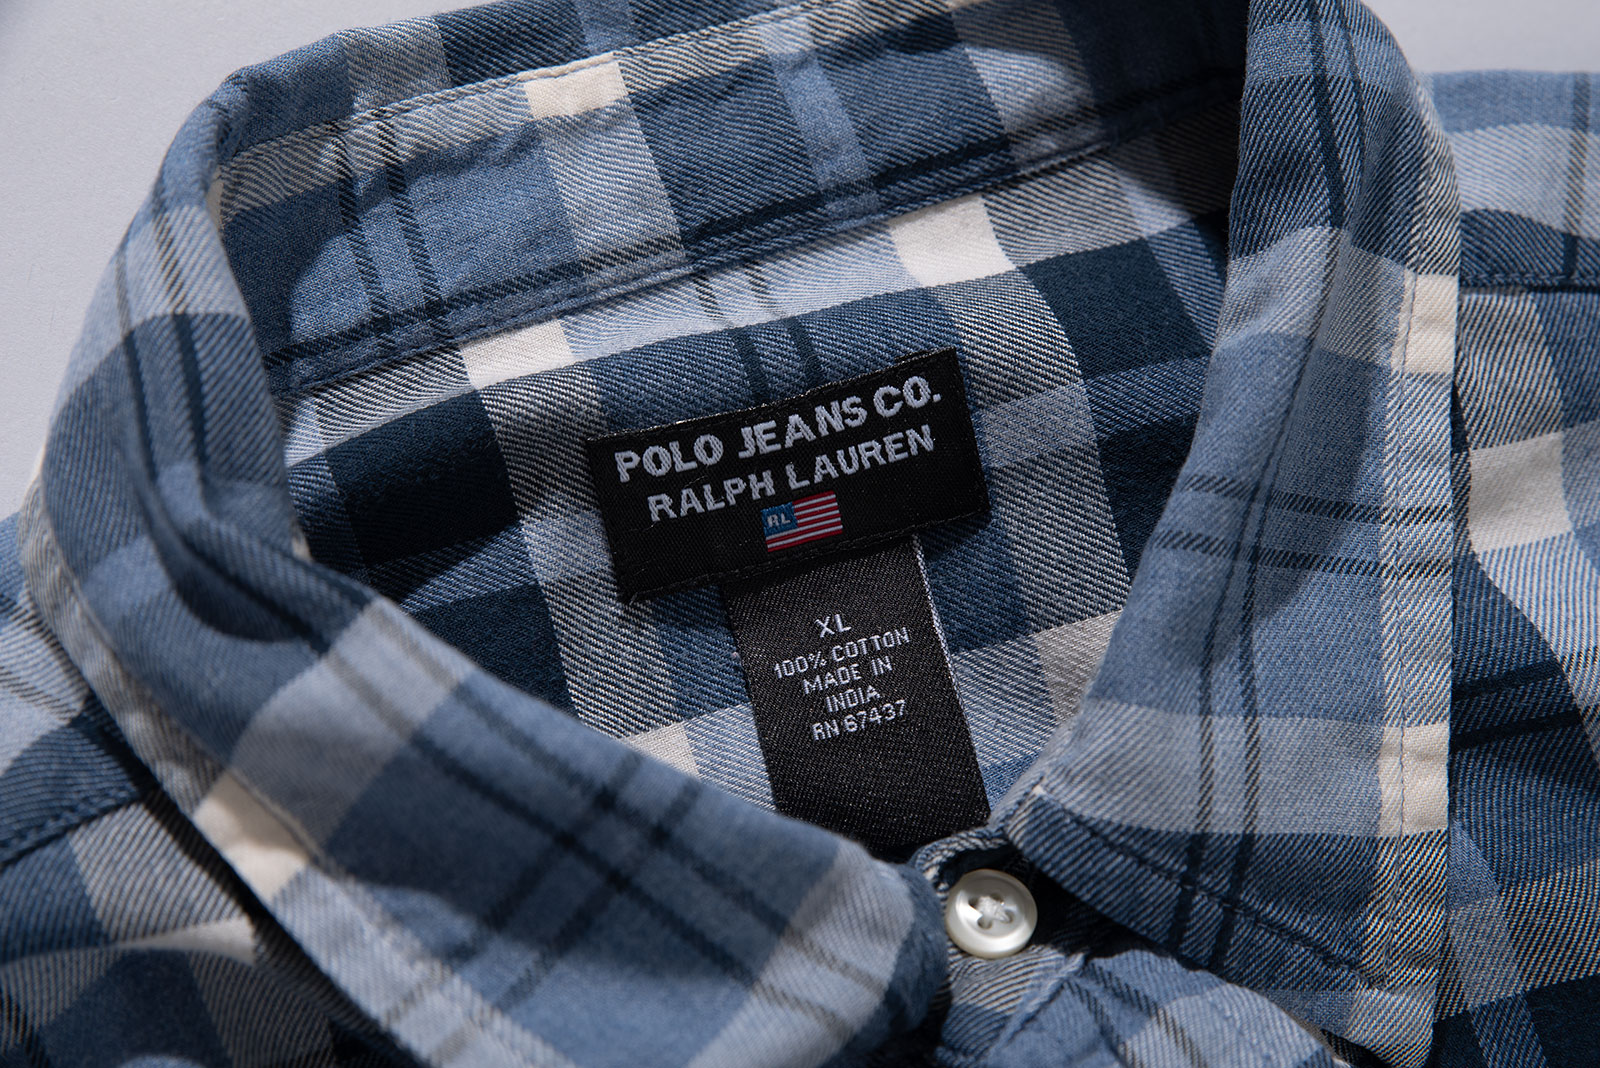 POLO JEANS CO.
RALPH LAUREN
RL
XL
100% COTTON
MADE IN
INDIA
RN 67437